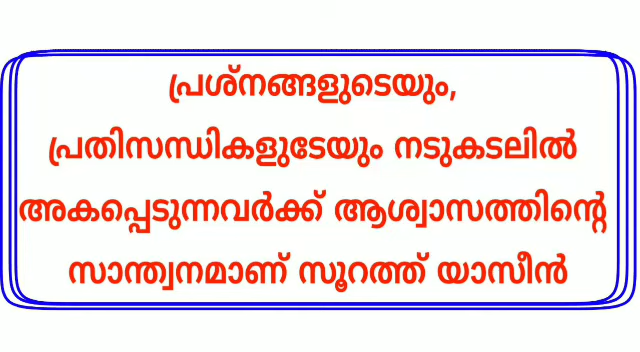 പ്രശ്നങ്ങളുടെയും,
പ്രതിസന്ധികളുടേയും നടുകടലിൽ
അകപ്പെടുന്നവർക്ക് ആശ്വാസത്തിന്റെ
സാന്ത്വനമാണ് സൂറത്ത് യാസീൻ